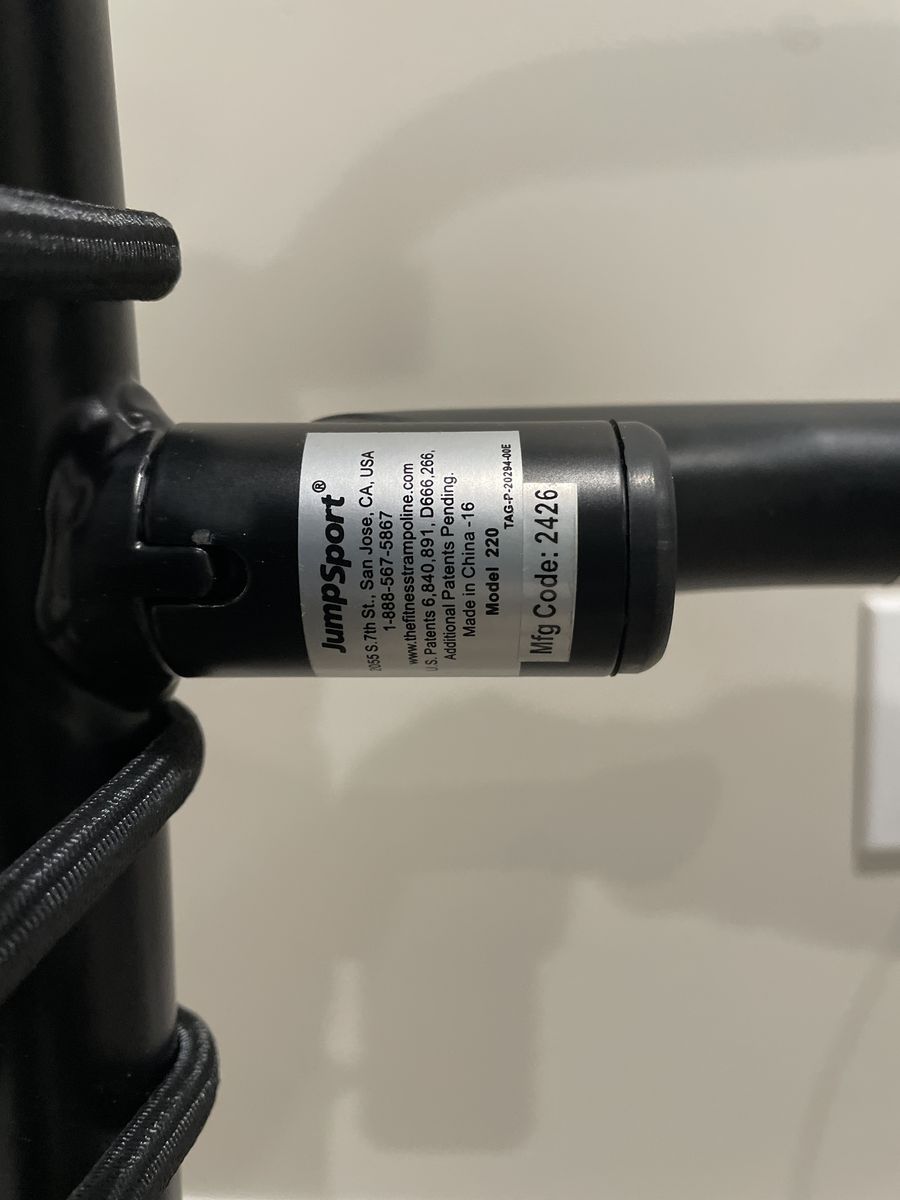 JumpSport®
2055 S.7th St., San Jose, CA, USA
1-888-567-5867
www.thefitnesstrampoline.com
U.S. Patents 6,840,891, D666,266,
Additional Patents Pending.
Made in China -16
Model 220
TAG-P-20294-00E
Mfg Code: 2426